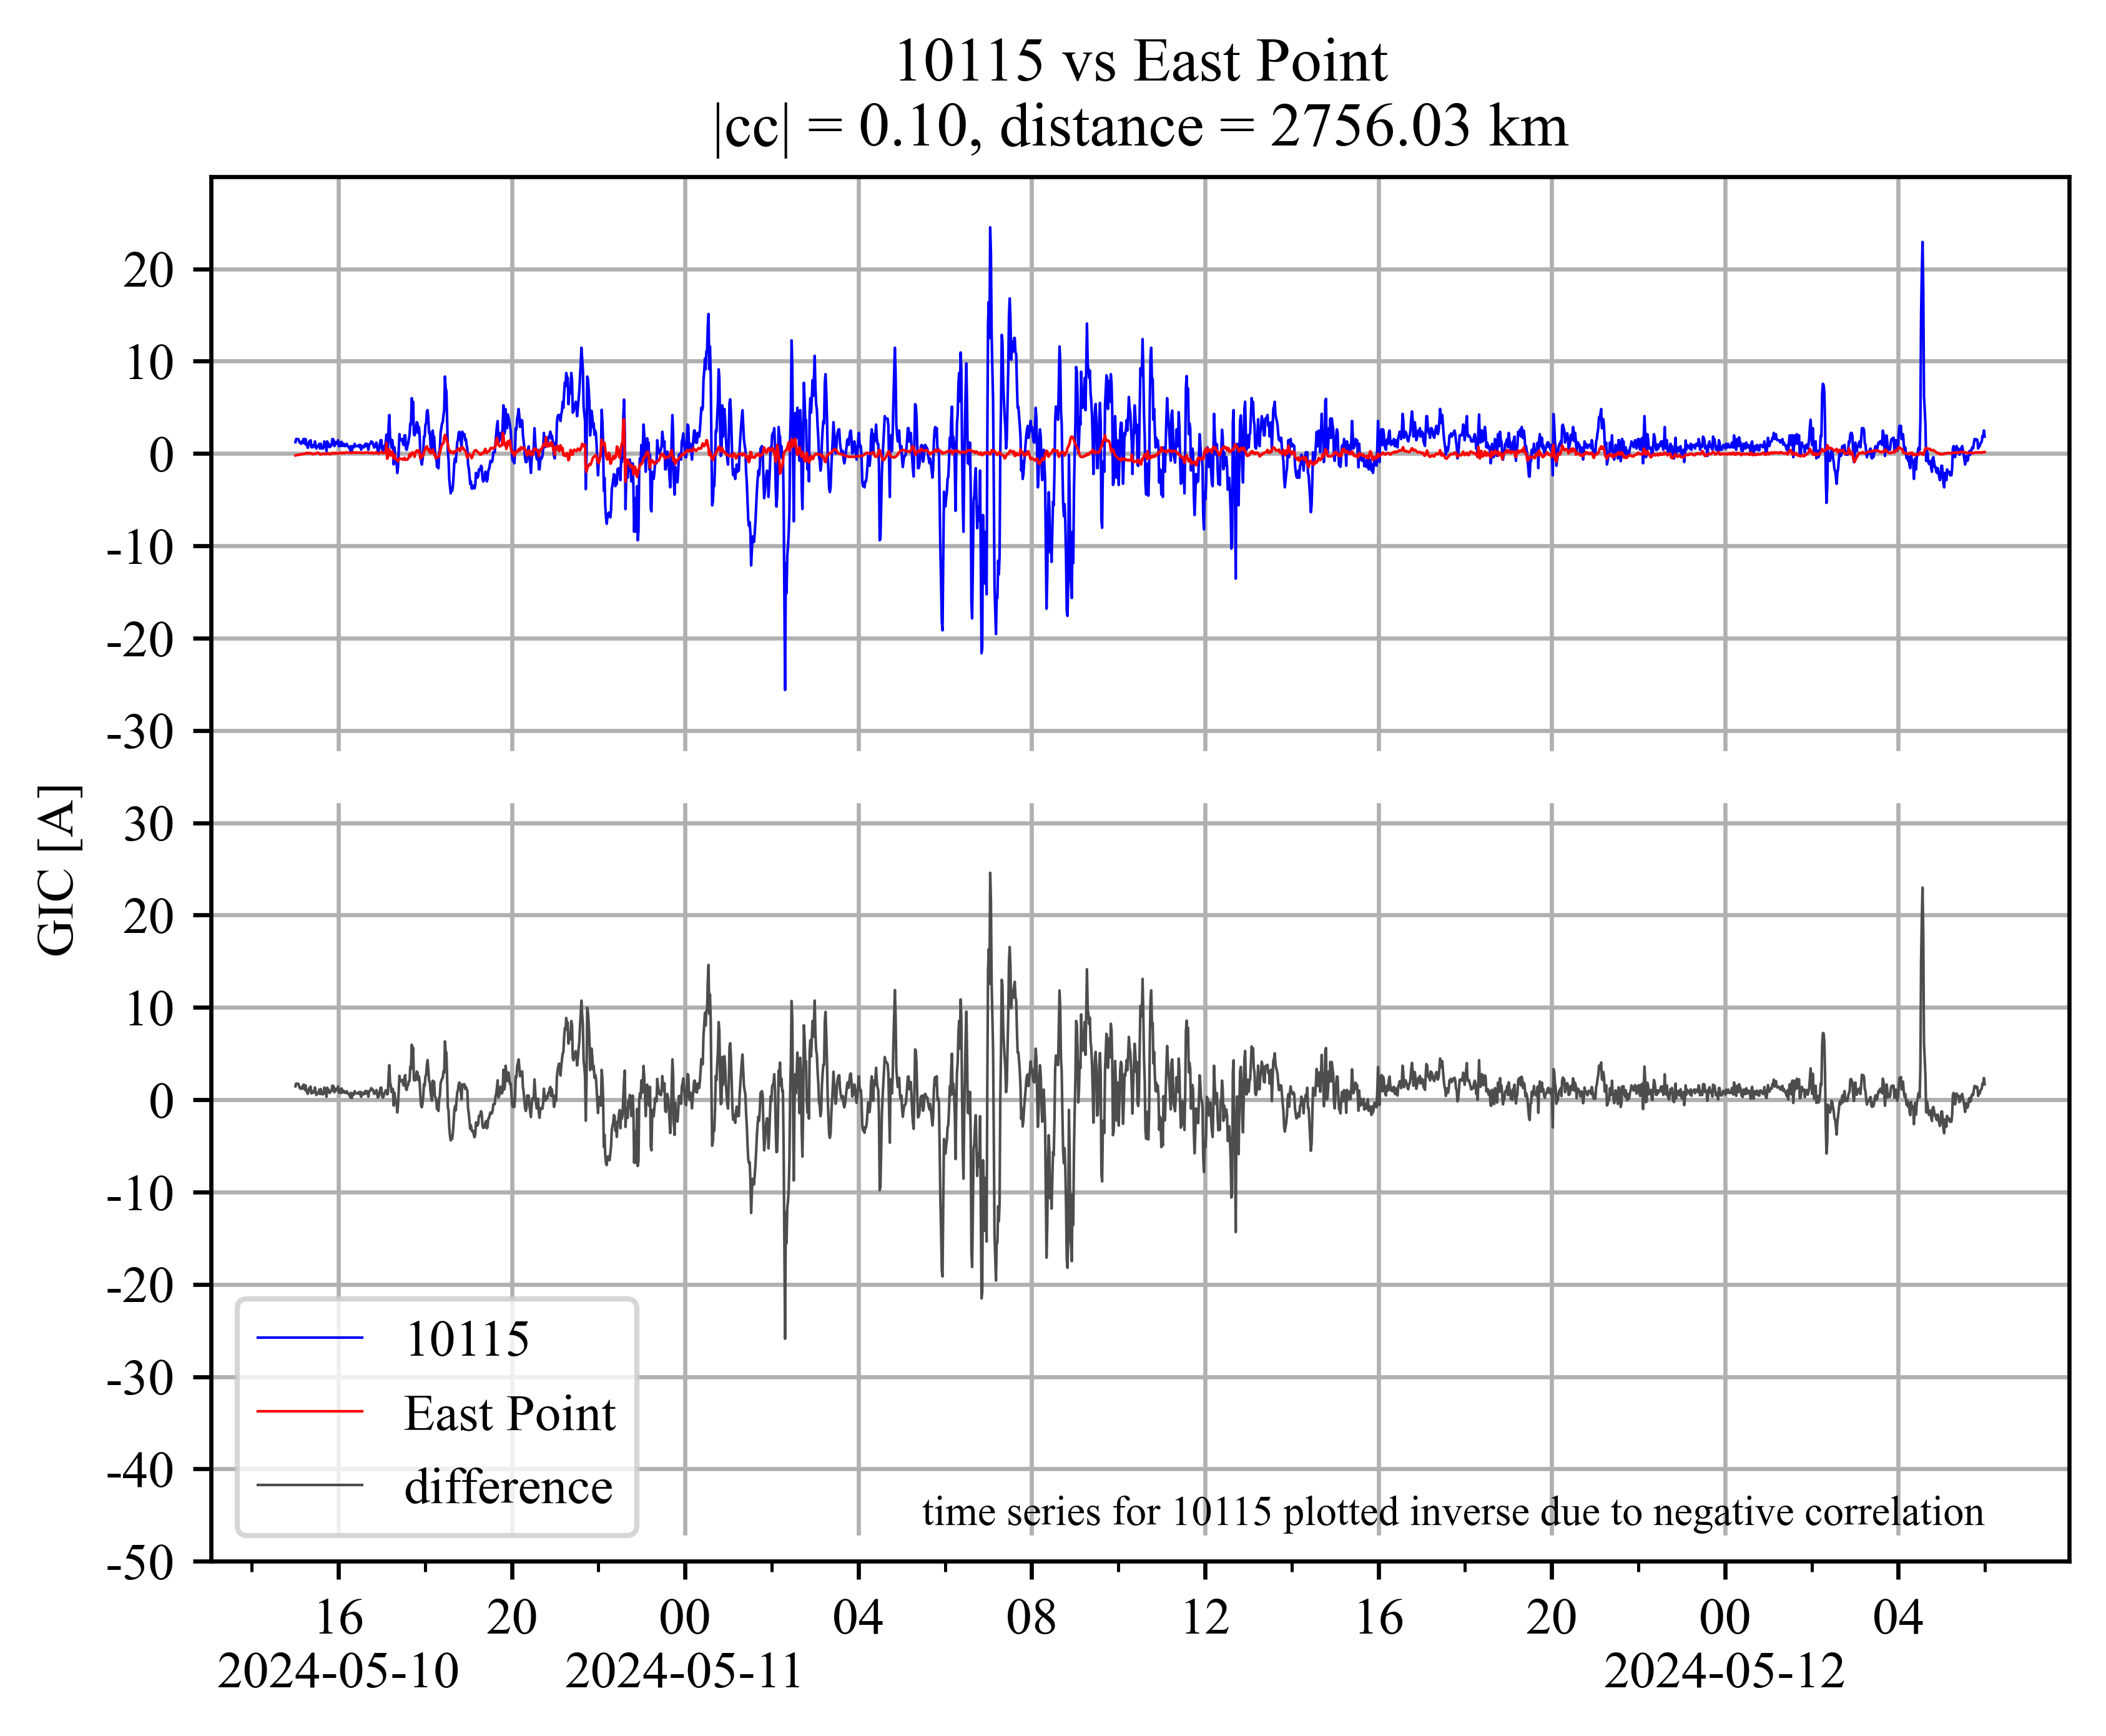 10115 vs East Point
|cc| = 0.10, distance = 2756.03 km
GIC [A]
20
10
0
-10
-20
-30
30
20
10
0
-10
-20
-30
-40
-50
10115
East Point
difference
time series for 10115 plotted inverse due to negative correlation
16 20 00 04 08 12 16 20 00 04
2024-05-10 2024-05-11 2024-05-12